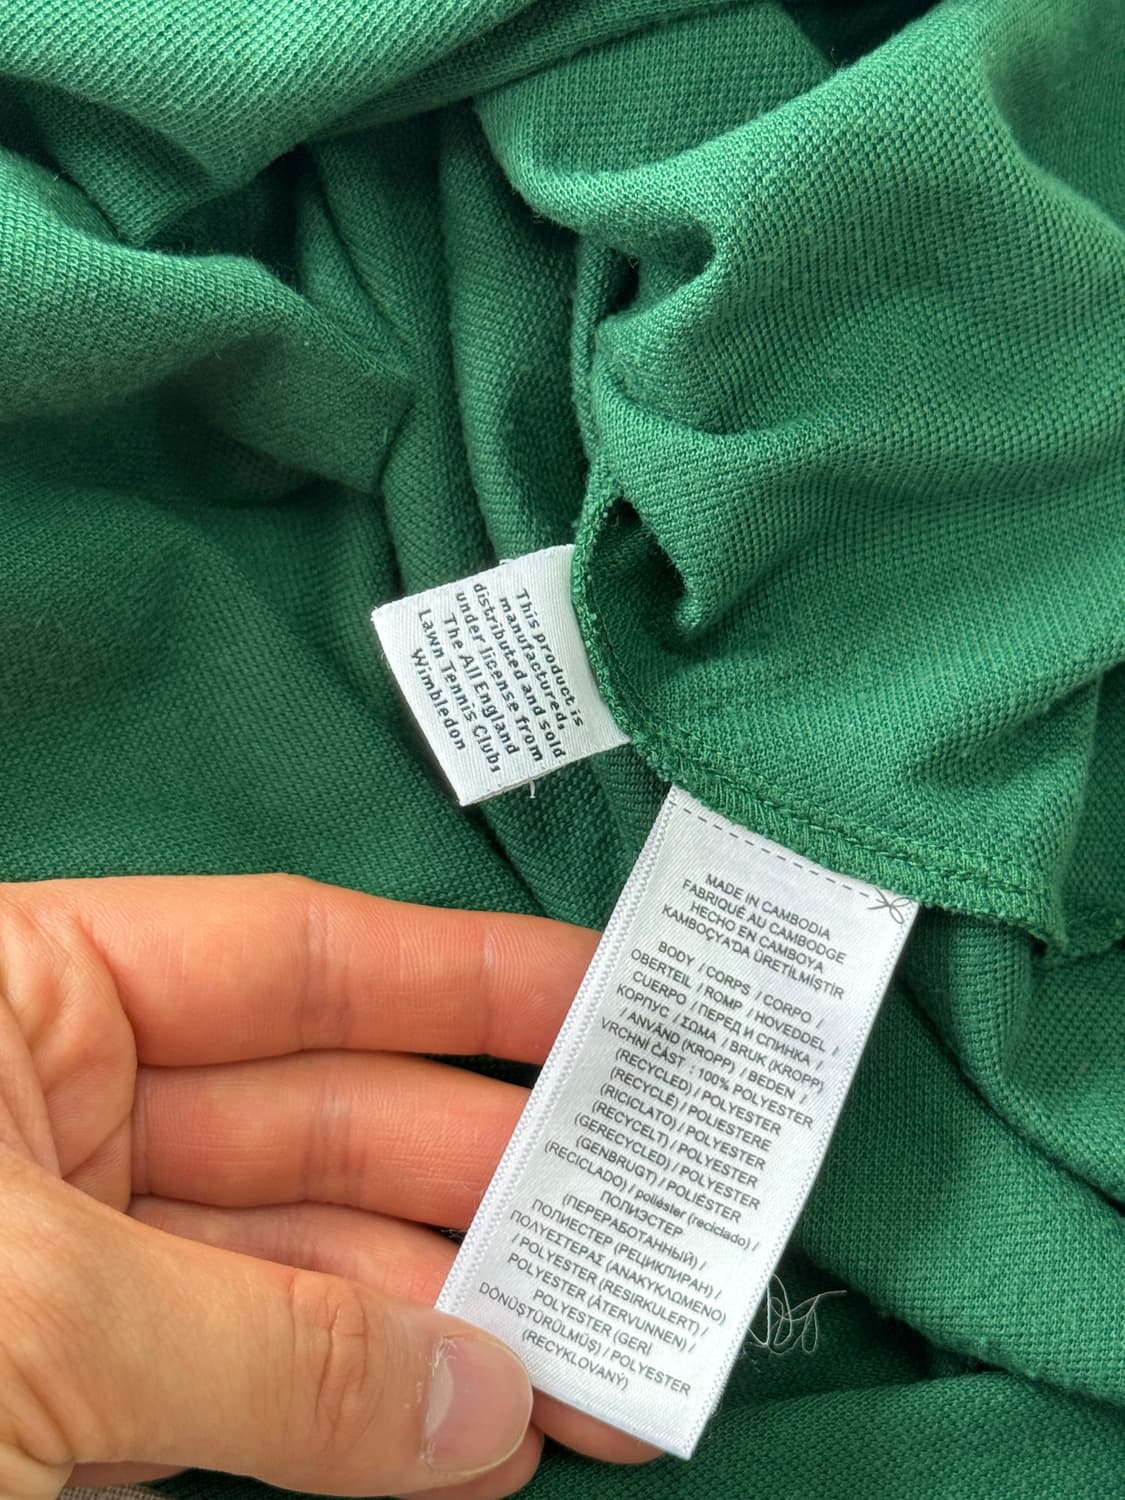 This product is
manufactured,
distributed and sold
under license from
The All England
Lawn Tennis Club,
Wimbledon
MADE IN CAMBODIA
FABRIQUÉ AU CAMBODGE
HECHO EN CAMBOYA
KAMBOÇYA'DA ÜRETİLMİŞTİR
BODY / CORPS / CORPO /
OBERTEIL / ROMP / HOVEDDEL /
CUERPO / ПЕРЕД И СПИНКА /
КОРПУС / ΣΩΜΑ / BRUK (KROPP)
/ ANVÄND (KROPP) / BEDEN /
VRCHNÍ ČÁST : 100% POLYESTER
(RECYCLED) / POLYESTER
(RECYCLÉ) / POLIESTERE
(RICICLATO) / POLYESTER
(RECYCELT) / POLYESTER
(GERECYCLED) / POLYESTER
(GENBRUGT) / POLIÉSTER
(RECICLADO) / poliéster (reciclado) /
ПОЛИЭСТЕР
(ПЕРЕРАБОТАННЫЙ) /
ПОЛИЕСТЕР (РЕЦИКЛИРАН) /
ΠΟΛΥΕΣΤΕΡΑΣ (ΑΝΑΚΥΚΛΩΜΕΝΟ)
/ POLYESTER (RESIRKULERT) /
POLYESTER (ÅTERVUNNEN) /
POLYESTER (GERİ
DÖNÜŞTÜRÜLMÜŞ) / POLYESTER
(RECYKLOVANÝ)